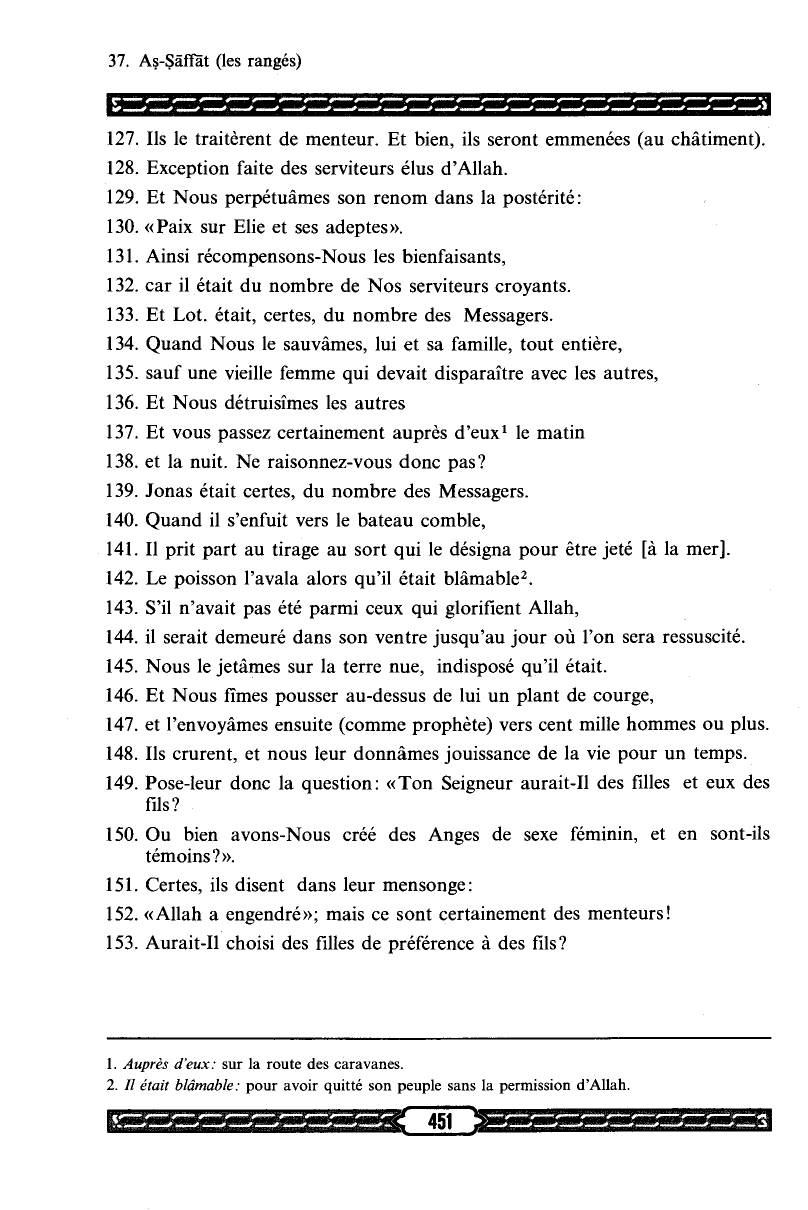 37. Aṣ-Ṣāffāt (les rangés)
127. Ils le traitèrent de menteur. Et bien, ils seront emmenées (au châtiment).
128. Exception faite des serviteurs élus d'Allah.
129. Et Nous perpétuâmes son renom dans la postérité:
130. «Paix sur Elie et ses adeptes».
131. Ainsi récompensons-Nous les bienfaisants,
132. car il était du nombre de Nos serviteurs croyants.
133. Et Lot. était, certes, du nombre des Messagers.
134. Quand Nous le sauvâmes, lui et sa famille, tout entière,
135. sauf une vieille femme qui devait disparaître avec les autres,
136. Et Nous détruisîmes les autres
137. Et vous passez certainement auprès d'eux¹ le matin
138. et la nuit. Ne raisonnez-vous donc pas?
139. Jonas était certes, du nombre des Messagers.
140. Quand il s'enfuit vers le bateau comble,
141. Il prit part au tirage au sort qui le désigna pour être jeté [à la mer].
142. Le poisson l'avala alors qu'il était blâmable².
143. S'il n'avait pas été parmi ceux qui glorifient Allah,
144. il serait demeuré dans son ventre jusqu'au jour où l'on sera ressuscité.
145. Nous le jetâmes sur la terre nue, indisposé qu'il était.
146. Et Nous fîmes pousser au-dessus de lui un plant de courge,
147. et l'envoyâmes ensuite (comme prophète) vers cent mille hommes ou plus.
148. Ils crurent, et nous leur donnâmes jouissance de la vie pour un temps.
149. Pose-leur donc la question: «Ton Seigneur aurait-Il des filles et eux des
fils?
150. Ou bien avons-Nous créé des Anges de sexe féminin, et en sont-ils
témoins?».
151. Certes, ils disent dans leur mensonge:
152. «Allah a engendré»; mais ce sont certainement des menteurs!
153. Aurait-Il choisi des filles de préférence à des fils?
1. Auprès d'eux: sur la route des caravanes.
2. Il était blâmable: pour avoir quitté son peuple sans la permission d'Allah.
451